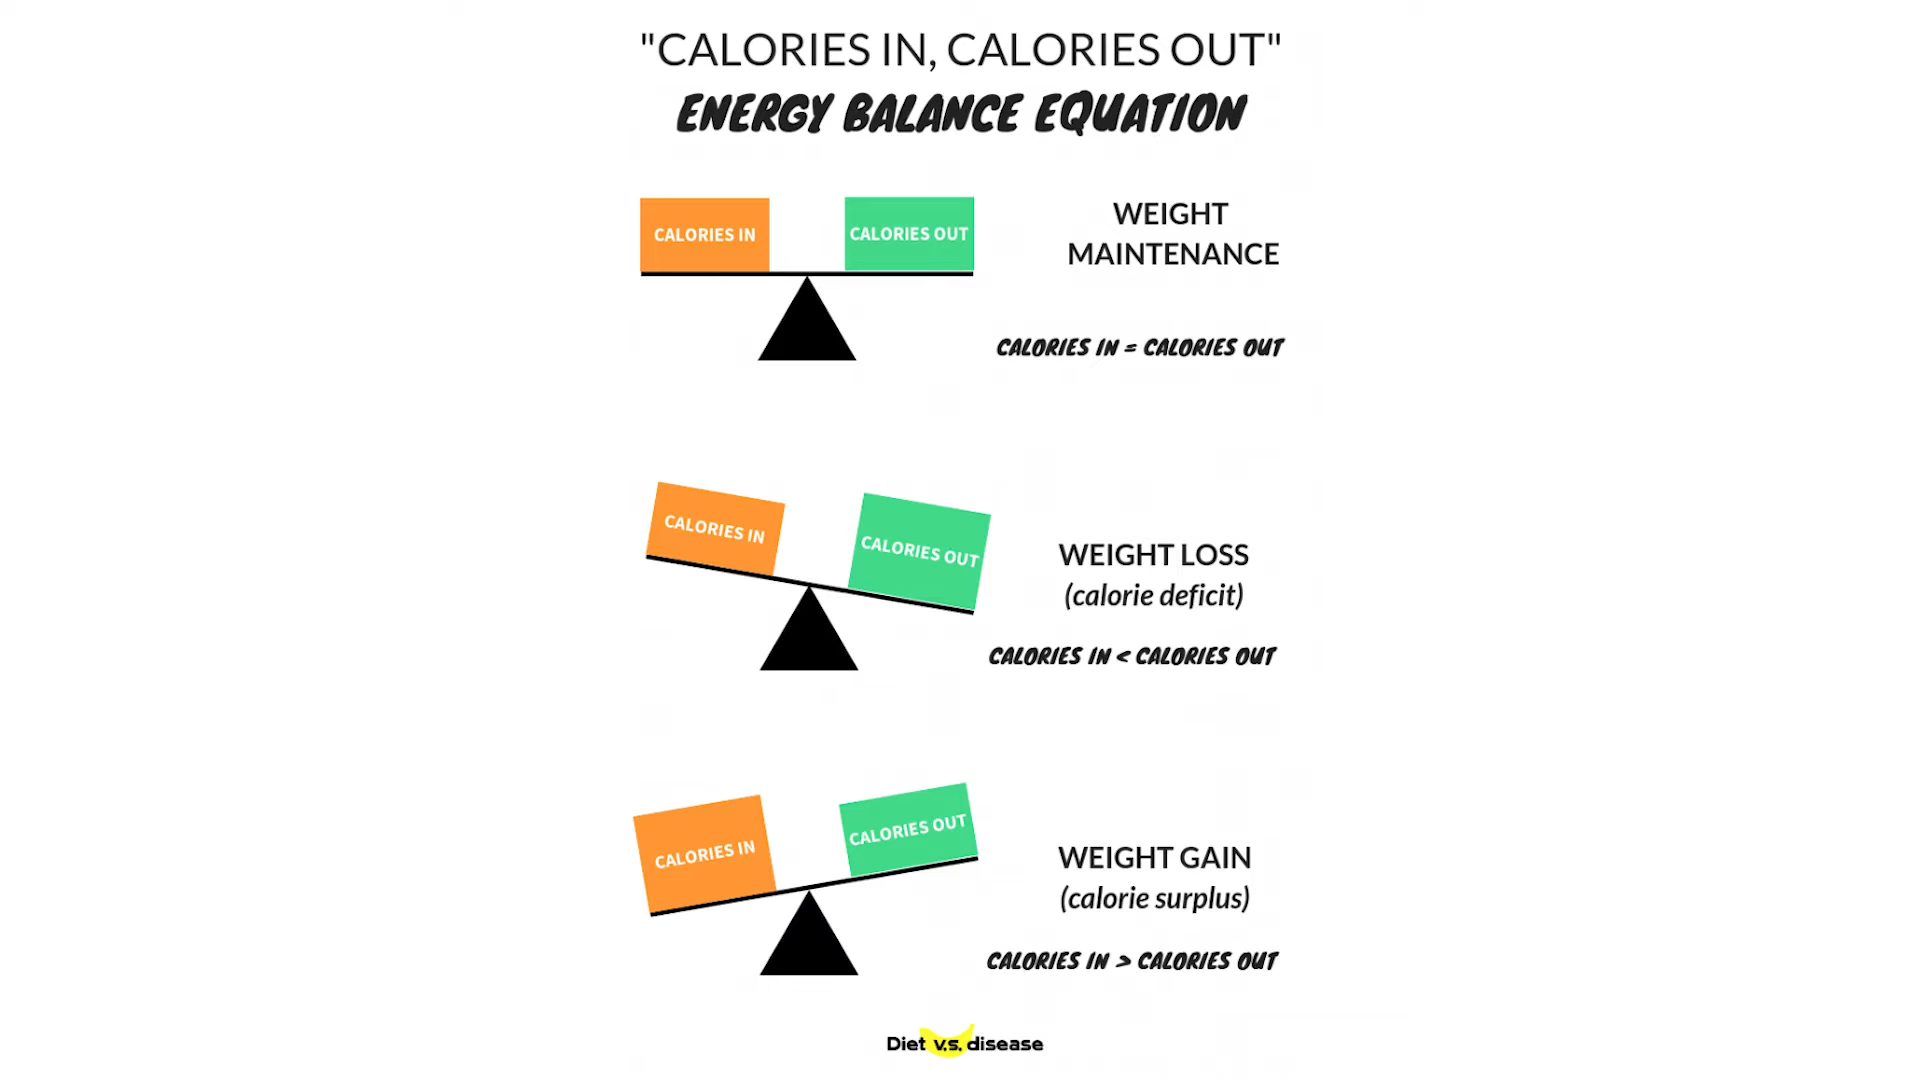 "CALORIES IN, CALORIES OUT"
ENERGY BALANCE EQUATION
CALORIES IN
CALORIES OUT
WEIGHT
MAINTENANCE
CALORIES IN = CALORIES OUT
CALORIES IN
CALORIES OUT
WEIGHT LOSS
(calorie deficit)
CALORIES IN < CALORIES OUT
CALORIES IN
CALORIES OUT
WEIGHT GAIN
(calorie surplus)
CALORIES IN > CALORIES OUT
Diet v.s. disease